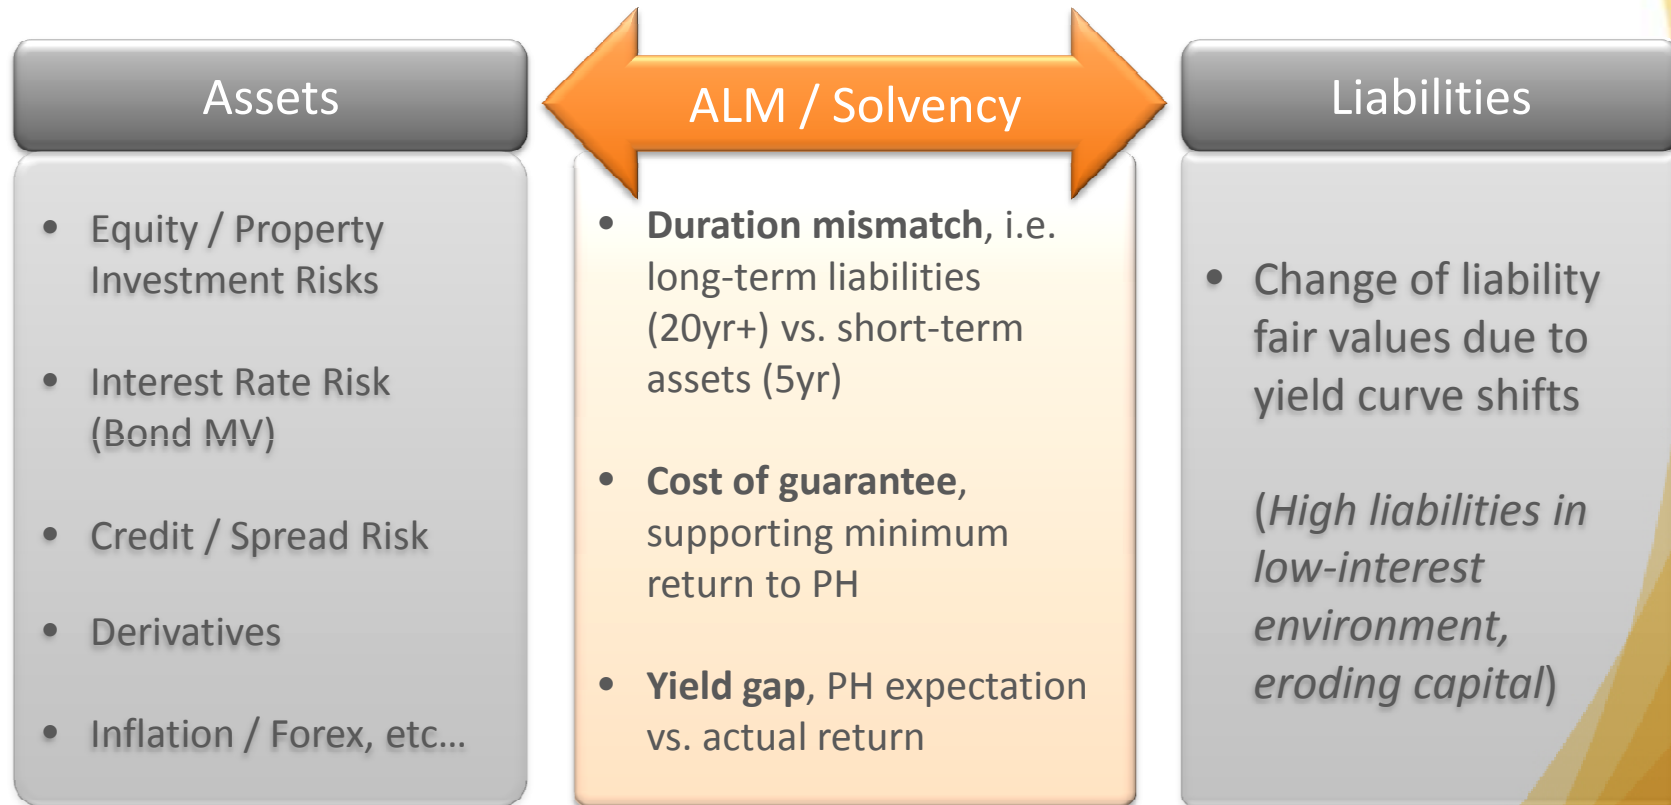 Assets
• Equity / Property
Investment Risks
• Interest Rate Risk
(Bond MV)
• Credit / Spread Risk
• Derivatives
• Inflation / Forex, etc…
ALM / Solvency
• Duration mismatch, i.e.
long-term liabilities
(20yr+) vs. short-term
assets (5yr)
• Cost of guarantee,
supporting minimum
return to PH
• Yield gap, PH expectation
vs. actual return
Liabilities
• Change of liability
fair values due to
yield curve shifts
(High liabilities in
low-interest
environment,
eroding capital)